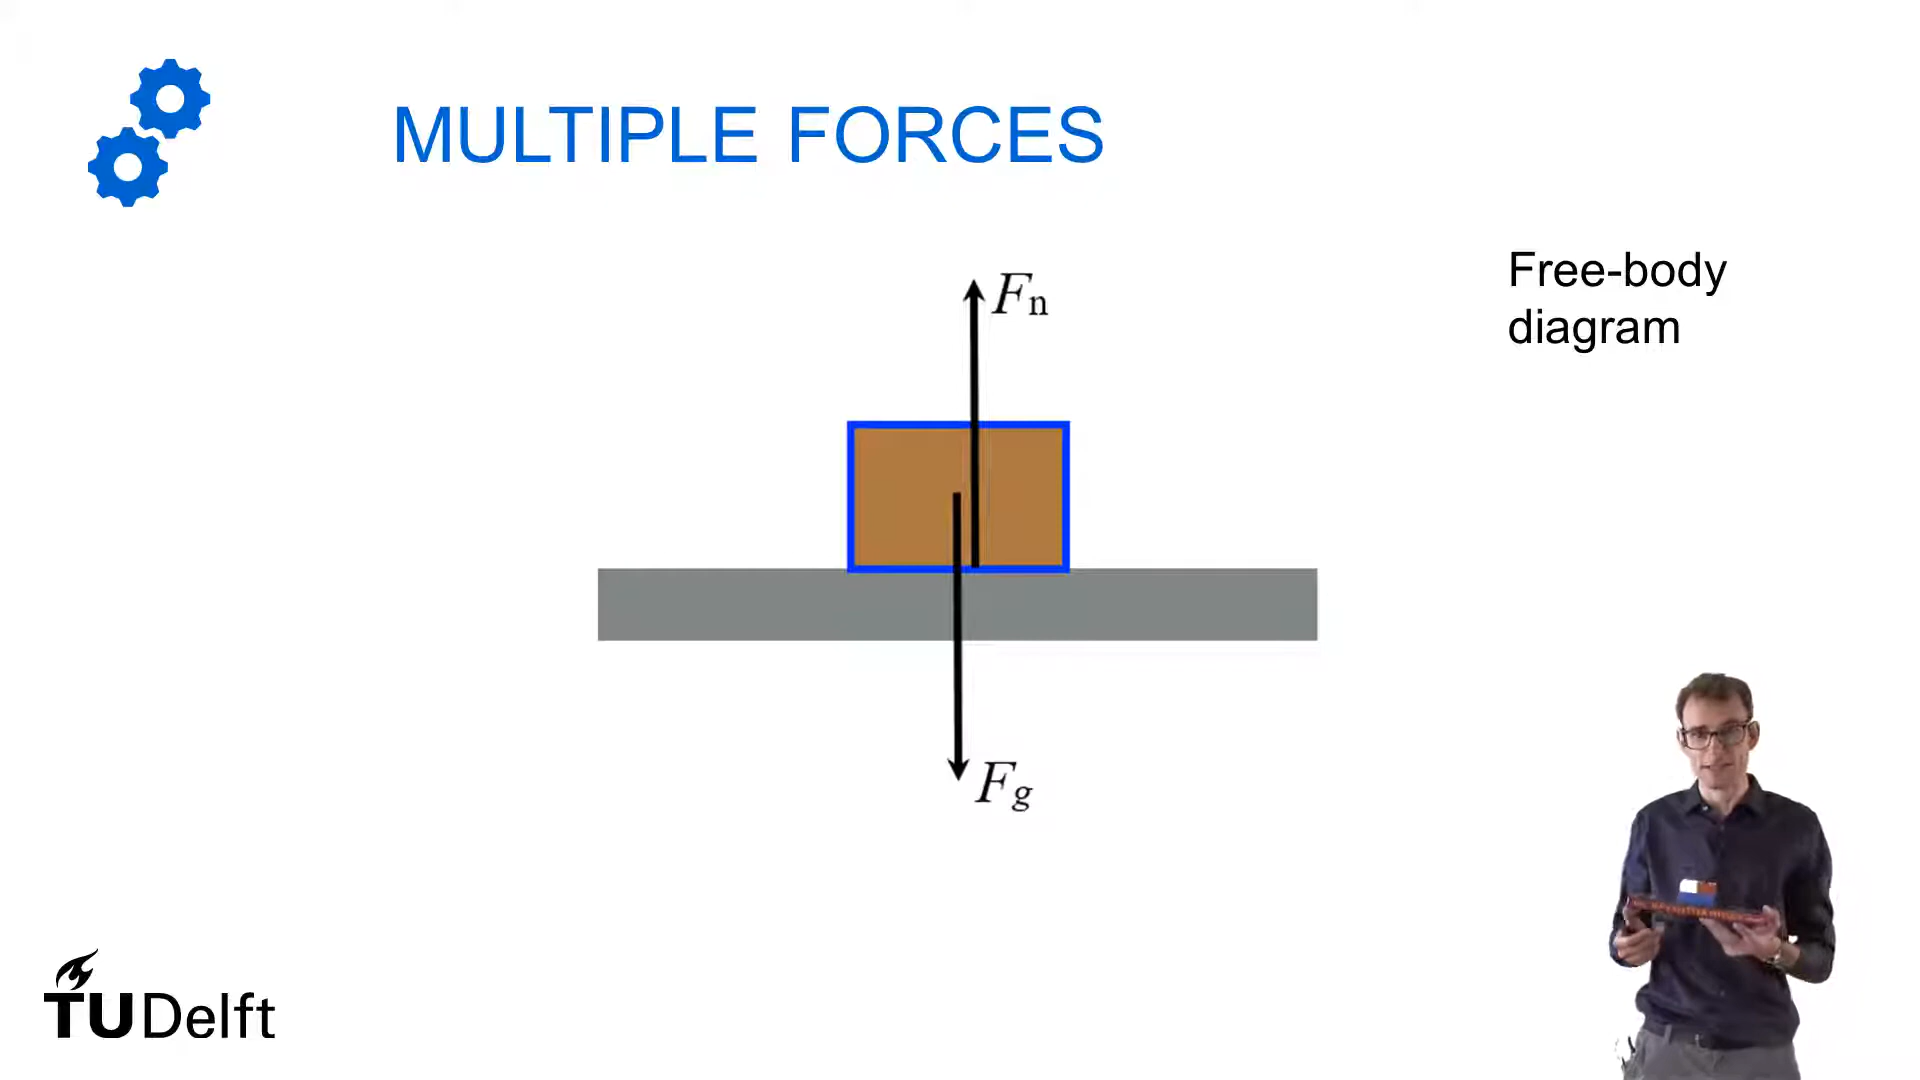 MULTIPLE FORCES
Free-body
diagram
Fn
Fg
TUDelft